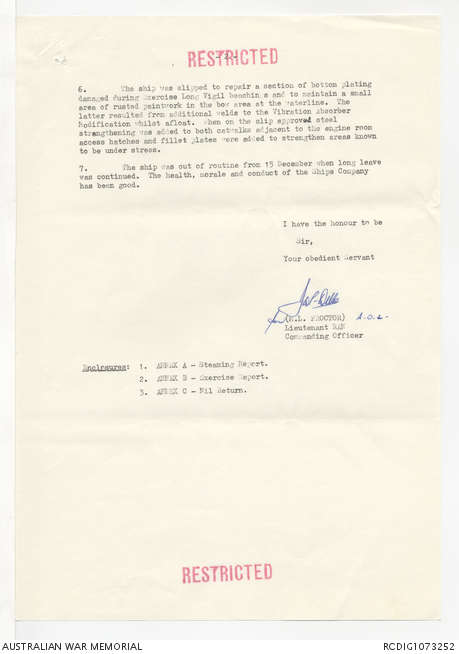 RESTRICTED
6. The ship was slipped to repair a section of bottom plating
damaged during Exercise Long Vigil beachings and to maintain a small
area of rusted paintwork in the bow area at the waterline. The
latter resulted from additional welds to the Vibration Absorber
Modification whilst afloat. When on the slip approved steel
strengthening was added to both catwalks adjacent to the engine room
access hatches and fillet plates were added to strengthen areas known
to be under stress.
7. The ship was out of routine from 15 December when long leave
was continued. The health, morale and conduct of the Ships Company
has been good.
I have the honour to be
Sir,
Your obedient Servant
(R.L. PROCTOR)
Lieutenant RAN
Commanding Officer
Enclosures: 1. ANNEX A - Steaming Report.
2. ANNEX B - Exercise Report.
3. ANNEX C - Nil Return.
RESTRICTED
AUSTRALIAN WAR MEMORIAL
RCDIG1073252